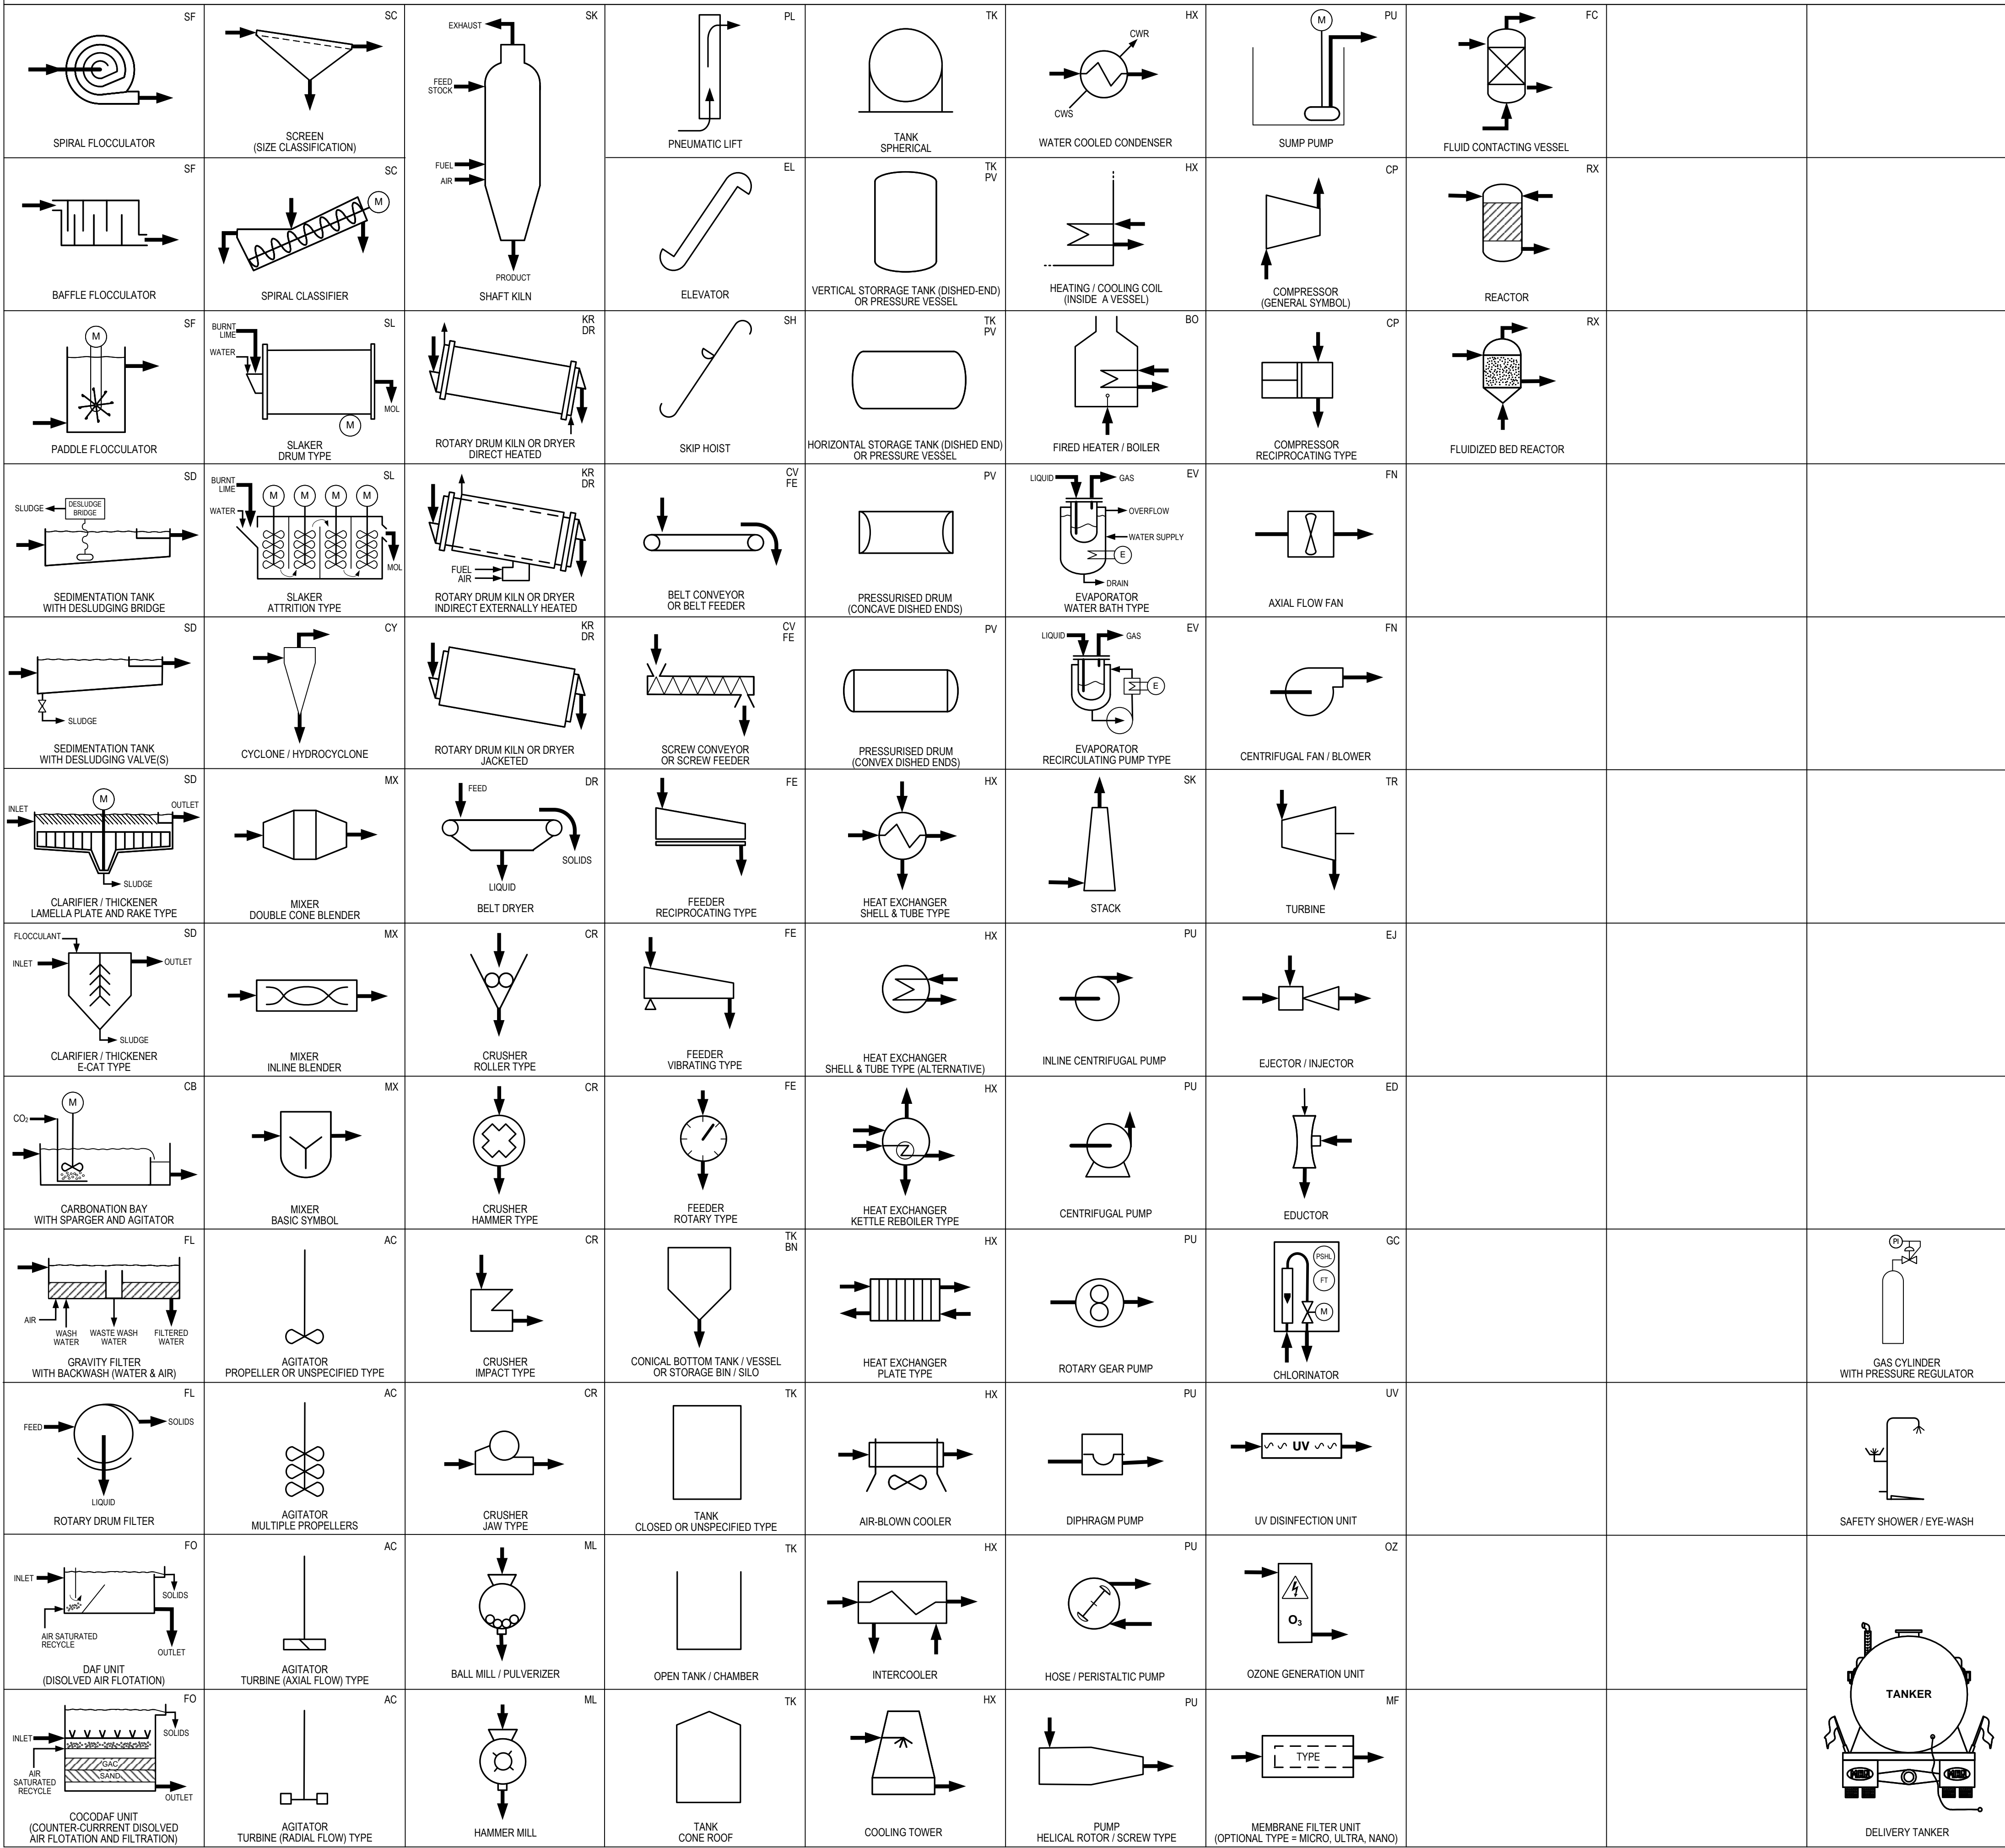 SF
SPIRAL FLOCCULATOR
SC
SCREEN
(SIZE CLASSIFICATION)
SK
EXHAUST
FEED
STOCK
FUEL
AIR
PRODUCT
SHAFT KILN
PL
PNEUMATIC LIFT
TK
TANK
SPHERICAL
HX
CWR
CWS
WATER COOLED CONDENSER
PU
M
SUMP PUMP
FC
FLUID CONTACTING VESSEL
SF
BAFFLE FLOCCULATOR
SC
M
SPIRAL CLASSIFIER
EL
ELEVATOR
TK
PV
VERTICAL STORRAGE TANK (DISHED-END)
OR PRESSURE VESSEL
HX
HEATING / COOLING COIL
(INSIDE A VESSEL)
CP
COMPRESSOR
(GENERAL SYMBOL)
RX
REACTOR
SF
M
PADDLE FLOCCULATOR
SL
BURNT
LIME
WATER
MOL
M
SLAKER
DRUM TYPE
KR
DR
ROTARY DRUM KILN OR DRYER
DIRECT HEATED
SH
SKIP HOIST
TK
PV
HORIZONTAL STORAGE TANK (DISHED END)
OR PRESSURE VESSEL
BO
FIRED HEATER / BOILER
CP
COMPRESSOR
RECIPROCATING TYPE
RX
FLUIDIZED BED REACTOR
SD
SLUDGE
DESLUDGE
BRIDGE
SEDIMENTATION TANK
WITH DESLUDGING BRIDGE
SL
BURNT
LIME
WATER
M M M M
MOL
SLAKER
ATTRITION TYPE
KR
DR
FUEL
AIR
ROTARY DRUM KILN OR DRYER
INDIRECT EXTERNALLY HEATED
CV
FE
BELT CONVEYOR
OR BELT FEEDER
PV
PRESSURISED DRUM
(CONCAVE DISHED ENDS)
EV
LIQUID
GAS
OVERFLOW
WATER SUPPLY
E
DRAIN
EVAPORATOR
WATER BATH TYPE
FN
AXIAL FLOW FAN
SD
SLUDGE
SEDIMENTATION TANK
WITH DESLUDGING VALVE(S)
CY
CYCLONE / HYDROCYCLONE
KR
DR
ROTARY DRUM KILN OR DRYER
JACKETED
CV
FE
SCREW CONVEYOR
OR SCREW FEEDER
PV
PRESSURISED DRUM
(CONVEX DISHED ENDS)
EV
LIQUID
GAS
E
EVAPORATOR
RECIRCULATING PUMP TYPE
FN
CENTRIFUGAL FAN / BLOWER
SD
M
INLET
OUTLET
SLUDGE
CLARIFIER / THICKENER
LAMELLA PLATE AND RAKE TYPE
MX
MIXER
DOUBLE CONE BLENDER
DR
FEED
SOLIDS
LIQUID
BELT DRYER
FE
FEEDER
RECIPROCATING TYPE
HX
HEAT EXCHANGER
SHELL & TUBE TYPE
SK
STACK
TR
TURBINE
SD
FLOCCULANT
INLET
OUTLET
SLUDGE
CLARIFIER / THICKENER
E-CAT TYPE
MX
MIXER
INLINE BLENDER
CR
CRUSHER
ROLLER TYPE
FE
FEEDER
VIBRATING TYPE
HX
HEAT EXCHANGER
SHELL & TUBE TYPE (ALTERNATIVE)
PU
INLINE CENTRIFUGAL PUMP
EJ
EJECTOR / INJECTOR
CB
M
CO2
CARBONATION BAY
WITH SPARGER AND AGITATOR
MX
MIXER
BASIC SYMBOL
CR
CRUSHER
HAMMER TYPE
FE
FEEDER
ROTARY TYPE
HX
HEAT EXCHANGER
KETTLE REBOILER TYPE
PU
CENTRIFUGAL PUMP
ED
EDUCTOR
FL
AIR
WASH
WATER
WASTE WASH
WATER
FILTERED
WATER
GRAVITY FILTER
WITH BACKWASH (WATER & AIR)
AC
AGITATOR
PROPELLER OR UNSPECIFIED TYPE
CR
CRUSHER
IMPACT TYPE
TK
BN
CONICAL BOTTOM TANK / VESSEL
OR STORAGE BIN / SILO
HX
HEAT EXCHANGER
PLATE TYPE
PU
ROTARY GEAR PUMP
GC
PSHL
FT
M
CHLORINATOR
PI
GAS CYLINDER
WITH PRESSURE REGULATOR
FL
FEED
SOLIDS
LIQUID
ROTARY DRUM FILTER
AC
AGITATOR
MULTIPLE PROPELLERS
CR
CRUSHER
JAW TYPE
TK
TANK
CLOSED OR UNSPECIFIED TYPE
HX
AIR-BLOWN COOLER
PU
DIPHRAGM PUMP
UV
UV
UV DISINFECTION UNIT
SAFETY SHOWER / EYE-WASH
FO
INLET
SOLIDS
AIR SATURATED
RECYCLE
OUTLET
DAF UNIT
(DISOLVED AIR FLOTATION)
AC
AGITATOR
TURBINE (AXIAL FLOW) TYPE
ML
BALL MILL / PULVERIZER
TK
OPEN TANK / CHAMBER
HX
INTERCOOLER
PU
HOSE / PERISTALTIC PUMP
OZ
O3
OZONE GENERATION UNIT
FO
SOLIDS
INLET
GAC
SAND
AIR
SATURATED
RECYCLE
OUTLET
COCODAF UNIT
(COUNTER-CURRRENT DISOLVED
AIR FLOTATION AND FILTRATION)
AC
AGITATOR
TURBINE (RADIAL FLOW) TYPE
ML
HAMMER MILL
TK
TANK
CONE ROOF
HX
COOLING TOWER
PU
PUMP
HELICAL ROTOR / SCREW TYPE
MF
TYPE
MEMBRANE FILTER UNIT
(OPTIONAL TYPE = MICRO, ULTRA, NANO)
TANKER
DELIVERY TANKER